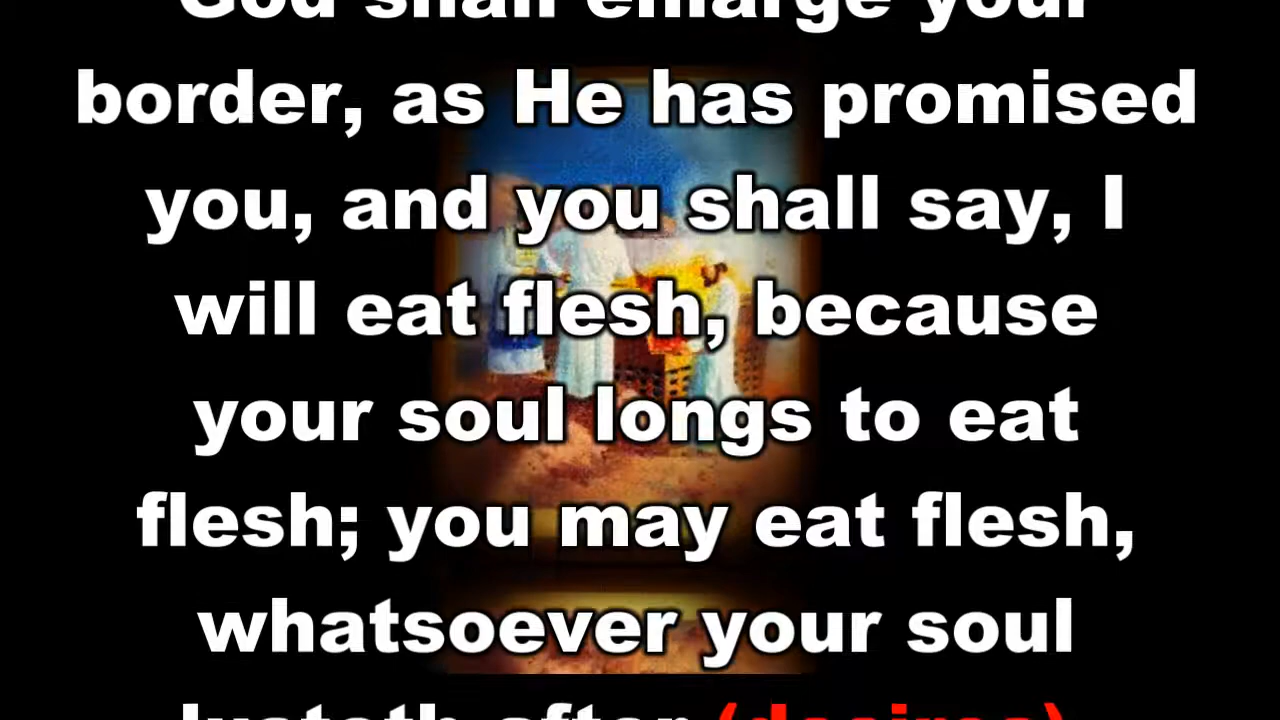 God shall enlarge your
border, as He has promised
you, and you shall say, I
will eat flesh, because
your soul longs to eat
flesh; you may eat flesh,
whatsoever your soul
lusteth after (desires)